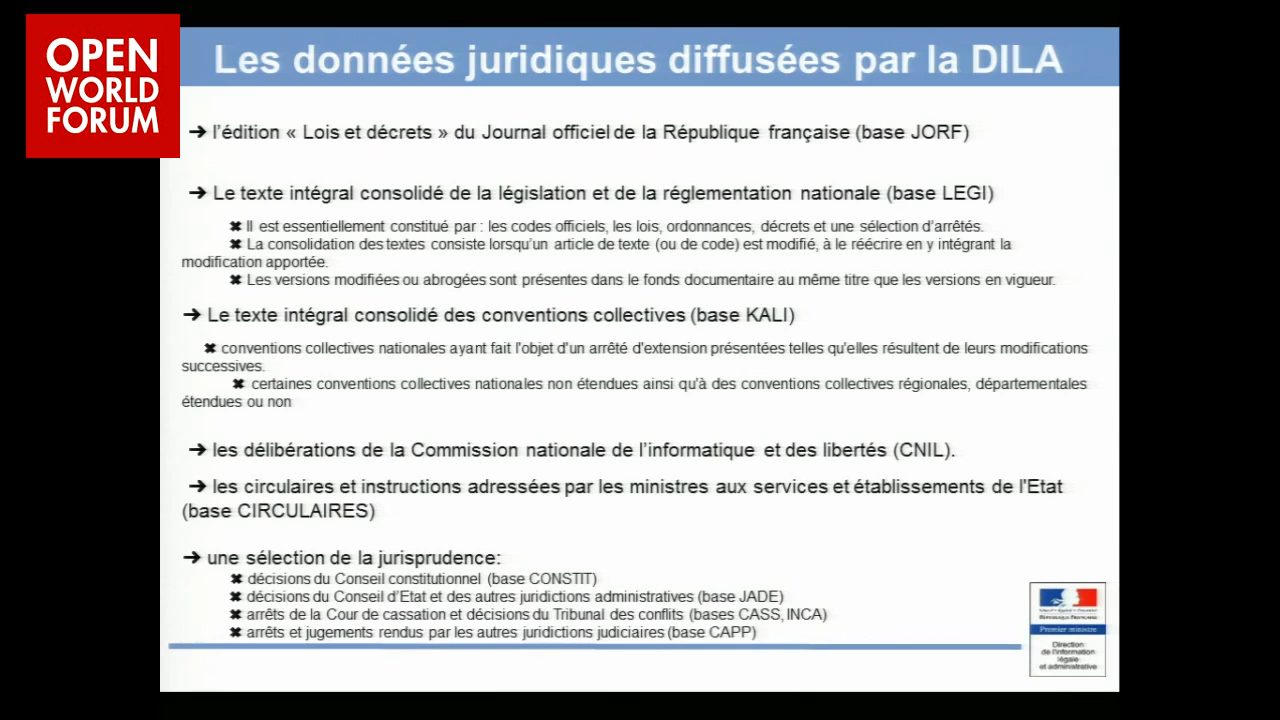 OPEN
WORLD
FORUM
Les données juridiques diffusées par la DILA
➔ l'édition « Lois et décrets » du Journal officiel de la République française (base JORF)
➔ Le texte intégral consolidé de la législation et de la réglementation nationale (base LEGI)
✖ Il est essentiellement constitué par : les codes officiels, les lois, ordonnances, décrets et une sélection d'arrêtés.
✖ La consolidation des textes consiste lorsqu'un article de texte (ou de code) est modifié, à le réécrire en y intégrant la
modification apportée.
✖ Les versions modifiées ou abrogées sont présentes dans le fonds documentaire au même titre que les versions en vigueur.
➔ Le texte intégral consolidé des conventions collectives (base KALI)
✖ conventions collectives nationales ayant fait l'objet d'un arrêté d'extension présentées telles qu'elles résultent de leurs modifications
successives.
✖ certaines conventions collectives nationales non étendues ainsi qu'à des conventions collectives régionales, départementales
étendues ou non
➔ les délibérations de la Commission nationale de l'informatique et des libertés (CNIL).
➔ les circulaires et instructions adressées par les ministres aux services et établissements de l'Etat
(base CIRCULAIRES)
➔ une sélection de la jurisprudence:
✖ décisions du Conseil constitutionnel (base CONSTIT)
✖ décisions du Conseil d'Etat et des autres juridictions administratives (base JADE)
✖ arrêts de la Cour de cassation et décisions du Tribunal des conflits (bases CASS, INCA)
✖ arrêts et jugements rendus par les autres juridictions judiciaires (base CAPP)
Premier ministre
Direction
de l'information
légale
et administrative